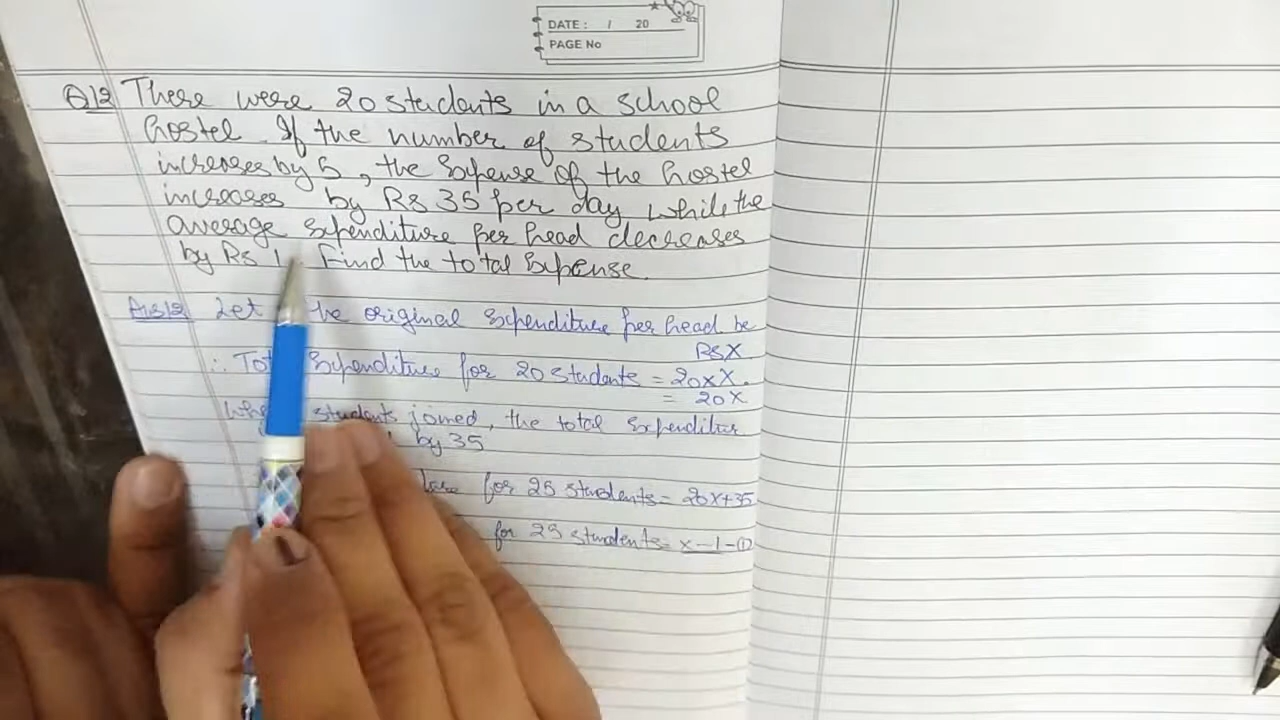 DATE : / 20
PAGE No
Q12 There were 20 students in a school
hostel. If the number of students
increases by 5, the Expense of the hostel
increases by Rs 35 per day while the
average Expenditure per head decreases
by Rs 1. Find the total Expense.
Ans12 Let the original Expenditure per head be
Rs X
∴ Expenditure for 20 students = 20xX.
= 20X
students joined, the total Expenditure
by 35
for 25 students = 20X+35
for 25 students = X-1-①